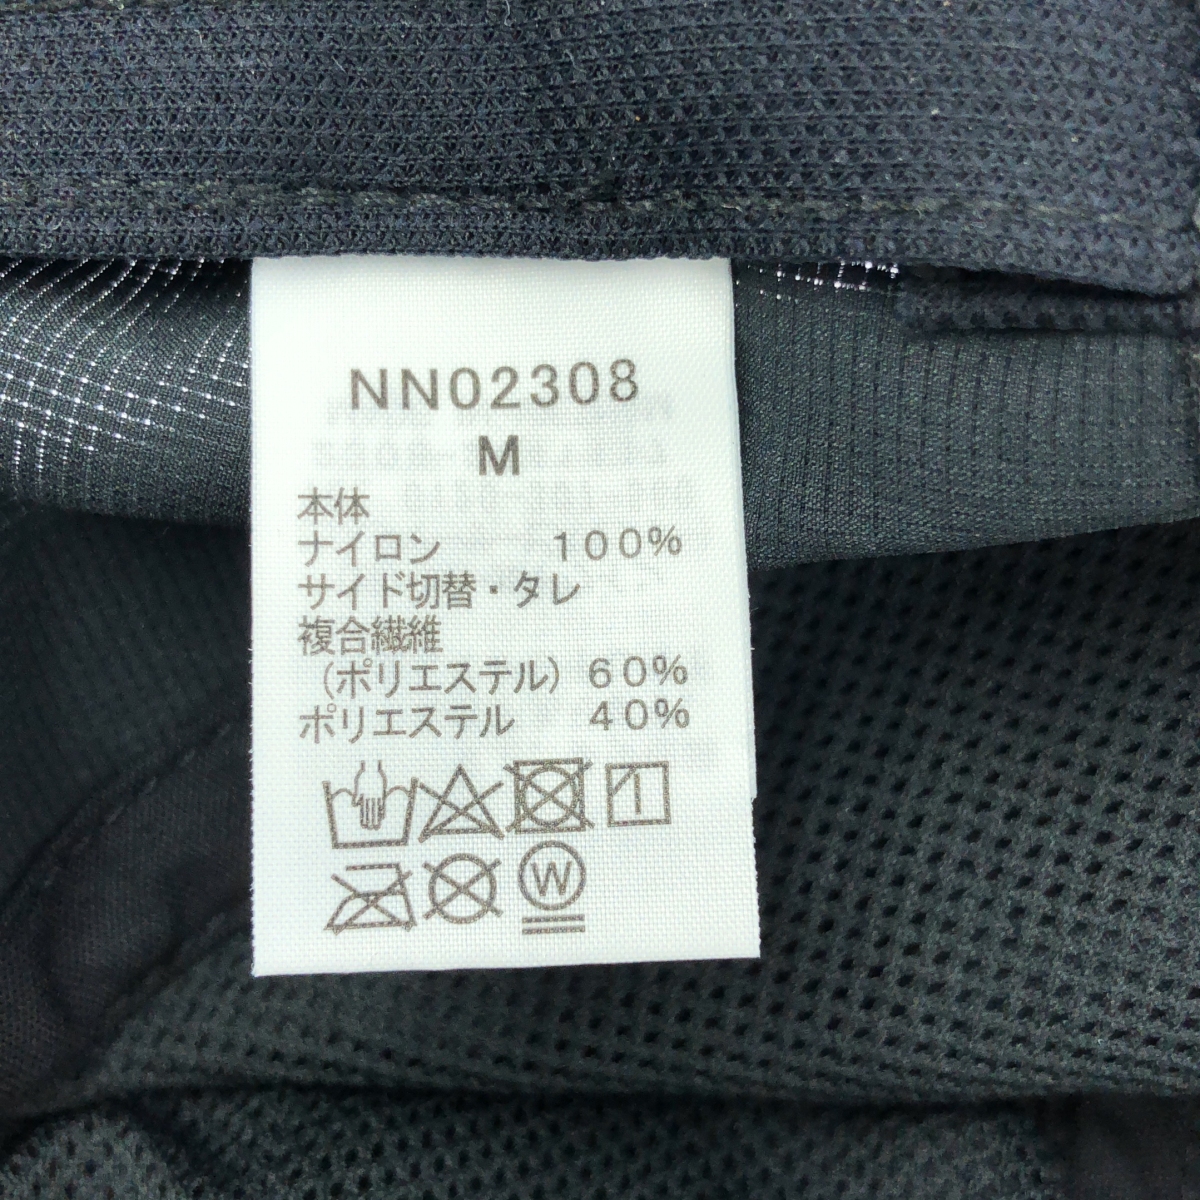 NN02308
M
本体
ナイロン 100%
サイド切替・タレ
複合繊維
(ポリエステル) 60%
ポリエステル 40%
W